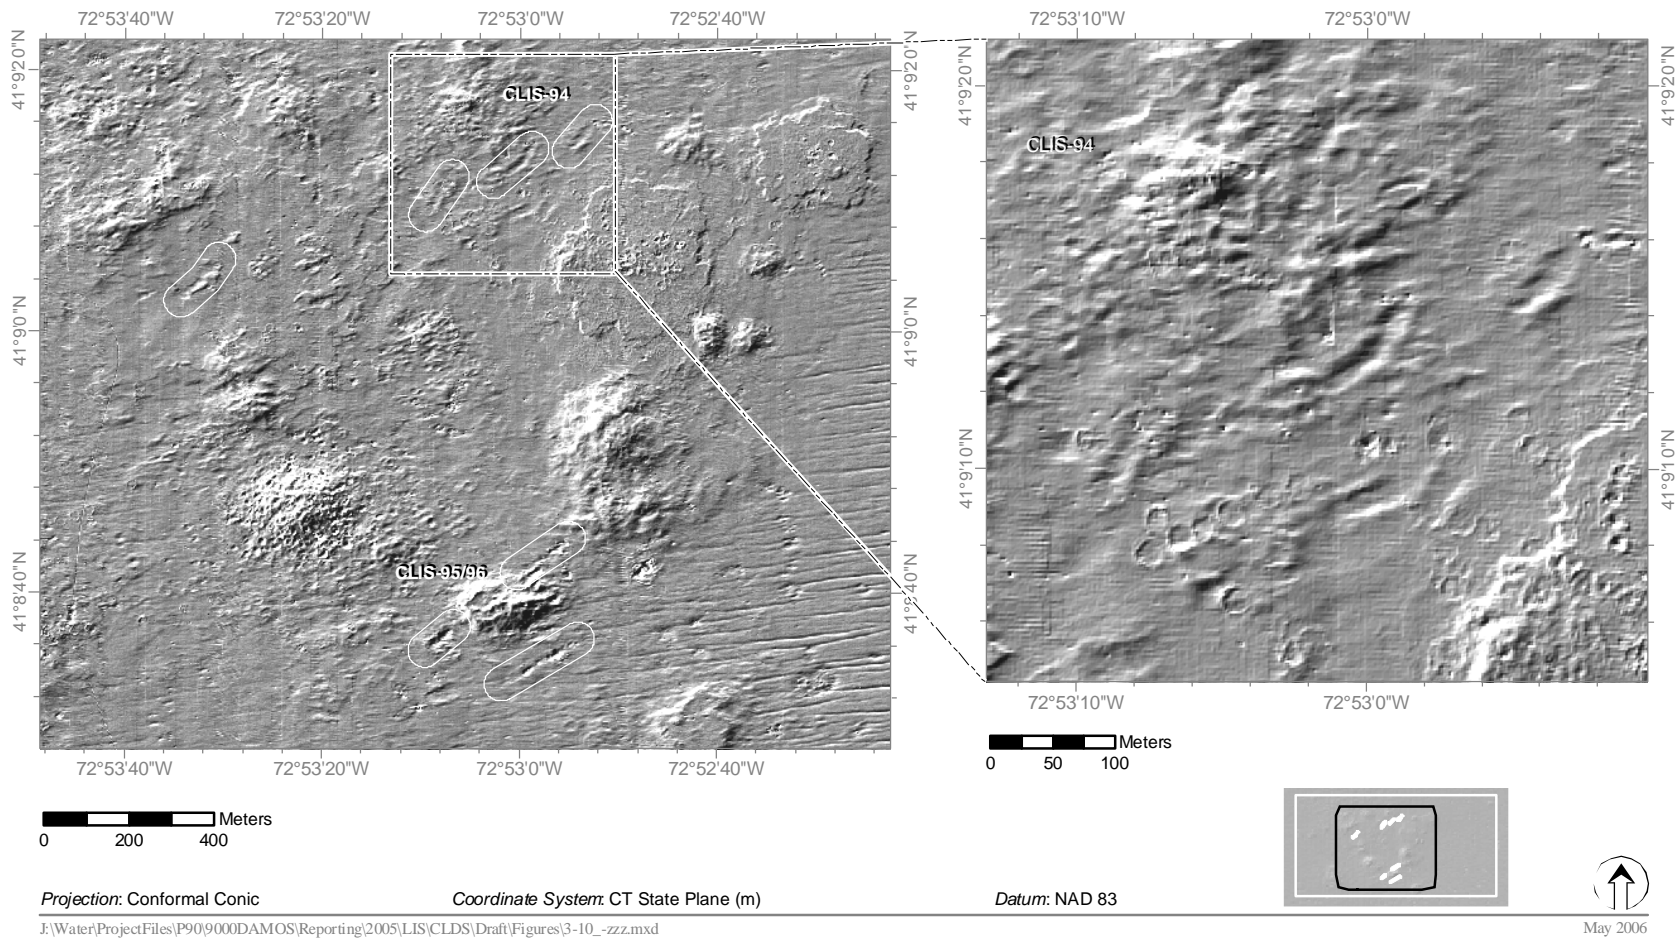 72°53'40"W 72°53'20"W 72°53'0"W 72°52'40"W
72°53'10"W 72°53'0"W
41°9'20"N
41°9'0"N
41°8'40"N
CLIS-94
CLIS-95/96
41°9'20"N
41°9'0"N
41°8'40"N
41°9'20"N
41°9'10"N
CLIS-94
41°9'20"N
41°9'10"N
72°53'10"W 72°53'0"W
72°53'40"W 72°53'20"W 72°53'0"W 72°52'40"W
Meters
0 50 100
Meters
0 200 400
Projection: Conformal Conic Coordinate System: CT State Plane (m) Datum: NAD 83
J:\Water\ProjectFiles\P90\9000DAMOS\Reporting\2005\LIS\CLDS\Draft\Figures\3-10_-zzz.mxd May 2006